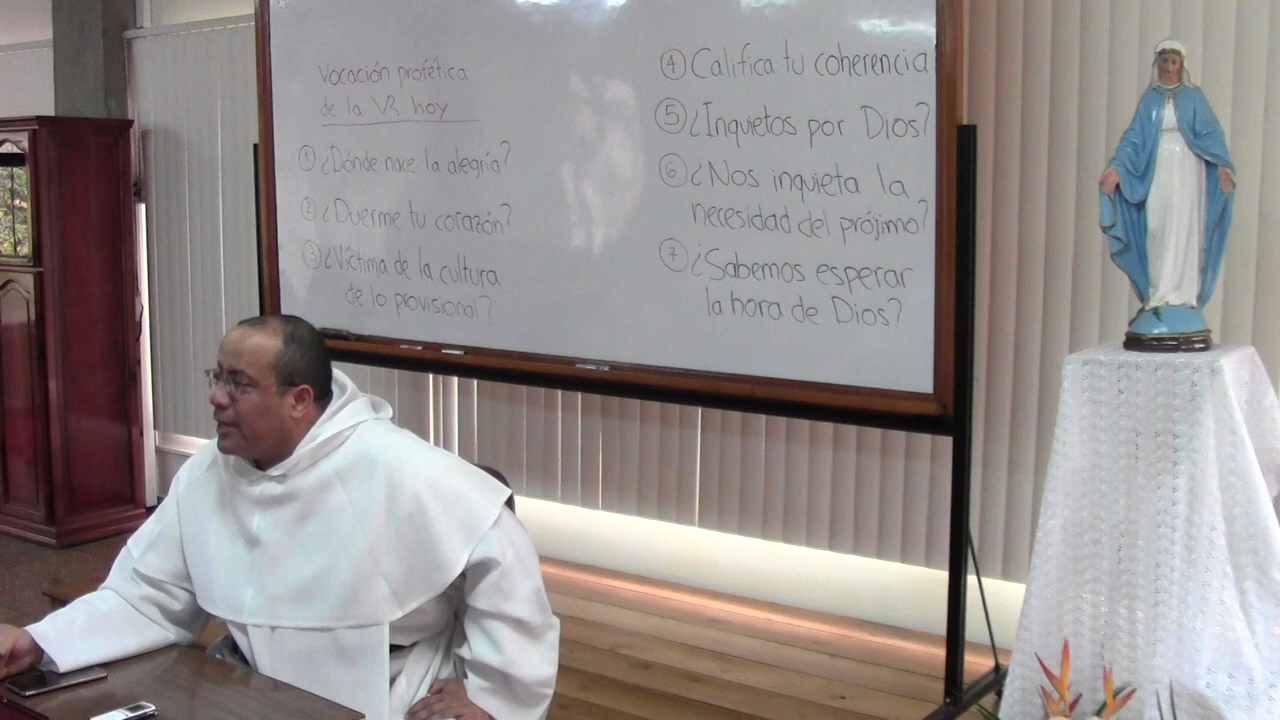 Vocación profética
de la VR hoy
① ¿Dónde nace la alegría?
② ¿Duerme tu corazón?
③ ¿Víctima de la cultura
de lo provisional?
④ Califica tu coherencia
⑤ ¿Inquietos por Dios?
⑥ ¿Nos inquieta la
necesidad del prójimo?
⑦ ¿Sabemos esperar
la hora de Dios?